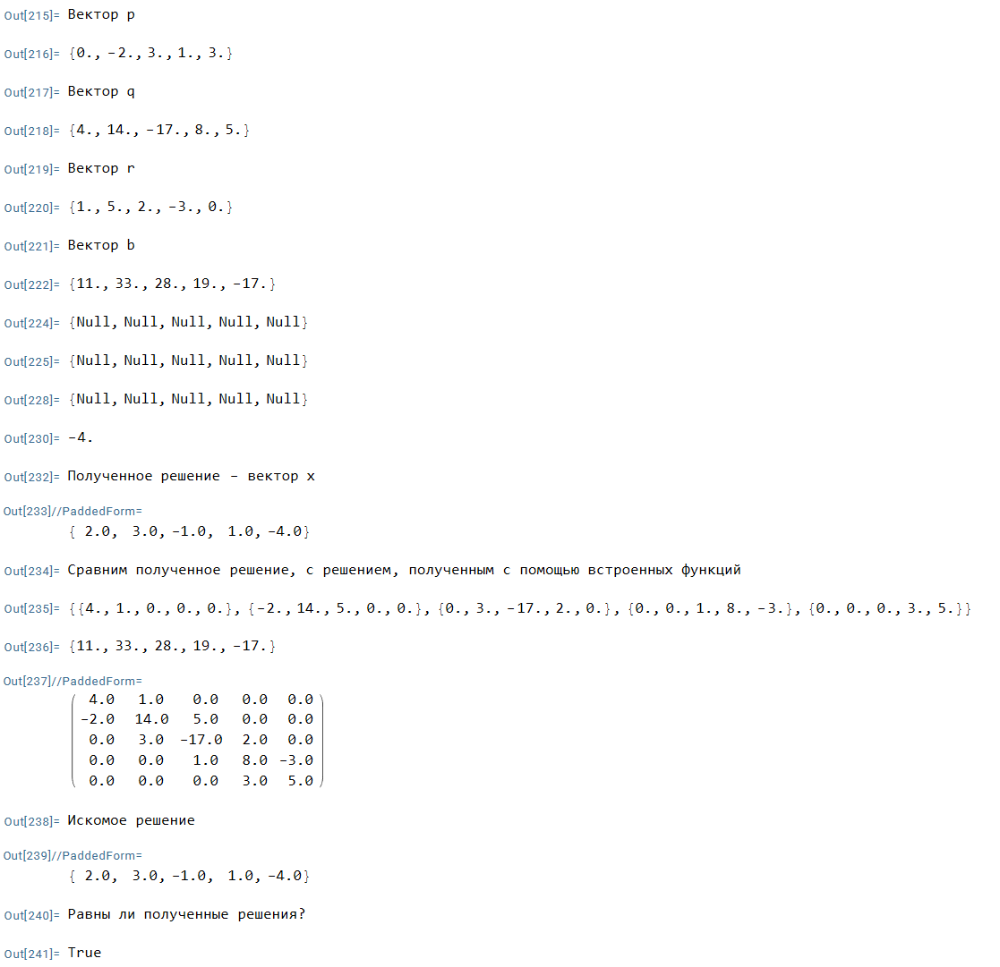 Out[215]= Вектор p
Out[216]= {0., -2., 3., 1., 3.}
Out[217]= Вектор q
Out[218]= {4., 14., -17., 8., 5.}
Out[219]= Вектор r
Out[220]= {1., 5., 2., -3., 0.}
Out[221]= Вектор b
Out[222]= {11., 33., 28., 19., -17.}
Out[224]= {Null, Null, Null, Null, Null}
Out[225]= {Null, Null, Null, Null, Null}
Out[228]= {Null, Null, Null, Null, Null}
Out[230]= -4.
Out[232]= Полученное решение - вектор x
Out[233]//PaddedForm=
{ 2.0, 3.0, -1.0, 1.0, -4.0}
Out[234]= Сравним полученное решение, с решением, полученным с помощью встроенных функций
Out[235]= {{4., 1., 0., 0., 0.}, {-2., 14., 5., 0., 0.}, {0., 3., -17., 2., 0.}, {0., 0., 1., 8., -3.}, {0., 0., 0., 3., 5.}}
Out[236]= {11., 33., 28., 19., -17.}
Out[237]//PaddedForm=
4.0 1.0 0.0 0.0 0.0
-2.0 14.0 5.0 0.0 0.0
0.0 3.0 -17.0 2.0 0.0
0.0 0.0 1.0 8.0 -3.0
0.0 0.0 0.0 3.0 5.0
Out[238]= Искомое решение
Out[239]//PaddedForm=
{ 2.0, 3.0, -1.0, 1.0, -4.0}
Out[240]= Равны ли полученные решения?
Out[241]= True